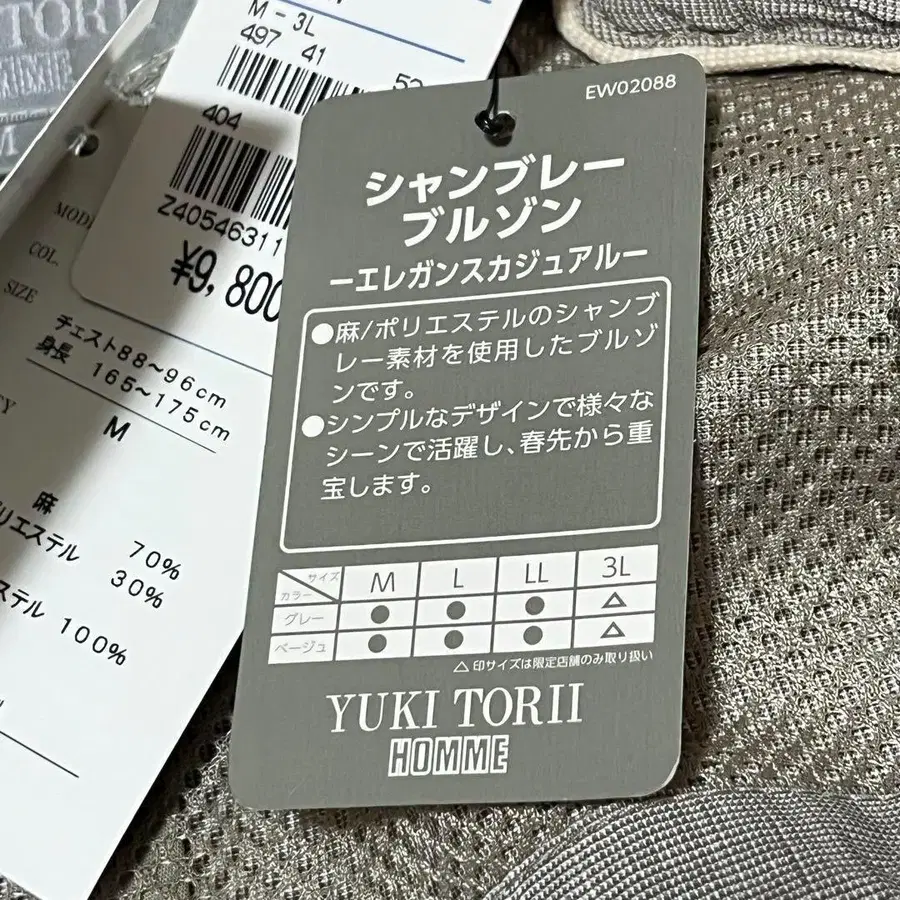 TORII
HOMME
M
M - 3L
497 41 52
404
Z40546311
¥9,800
COL.
SIZE
チェスト88~96cm
身長 165~175cm
M
麻 70%
ポリエステル 30%
100%
EW02088
シャンブレー
ブルゾン
ーエレガンスカジュアルー
●麻/ポリエステルのシャンブ
レー素材を使用したブルゾ
ンです。
●シンプルなデザインで様々な
シーンで活躍し、春先から重
宝します。
サイズ M L LL 3L
カラー
グレー ● ● ● △
ベージュ ● ● ● △
△印サイズは限定店舗のみ取り扱い
YUKI TORII
HOMME